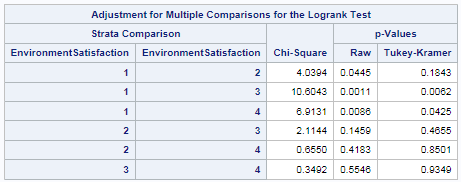 Adjustment for Multiple Comparisons for the Logrank Test
Strata Comparison p-Values
EnvironmentSatisfaction EnvironmentSatisfaction Chi-Square Raw Tukey-Kramer
1 2 4.0394 0.0445 0.1843
1 3 10.6043 0.0011 0.0062
1 4 6.9131 0.0086 0.0425
2 3 2.1144 0.1459 0.4655
2 4 0.6550 0.4183 0.8501
3 4 0.3492 0.5546 0.9349